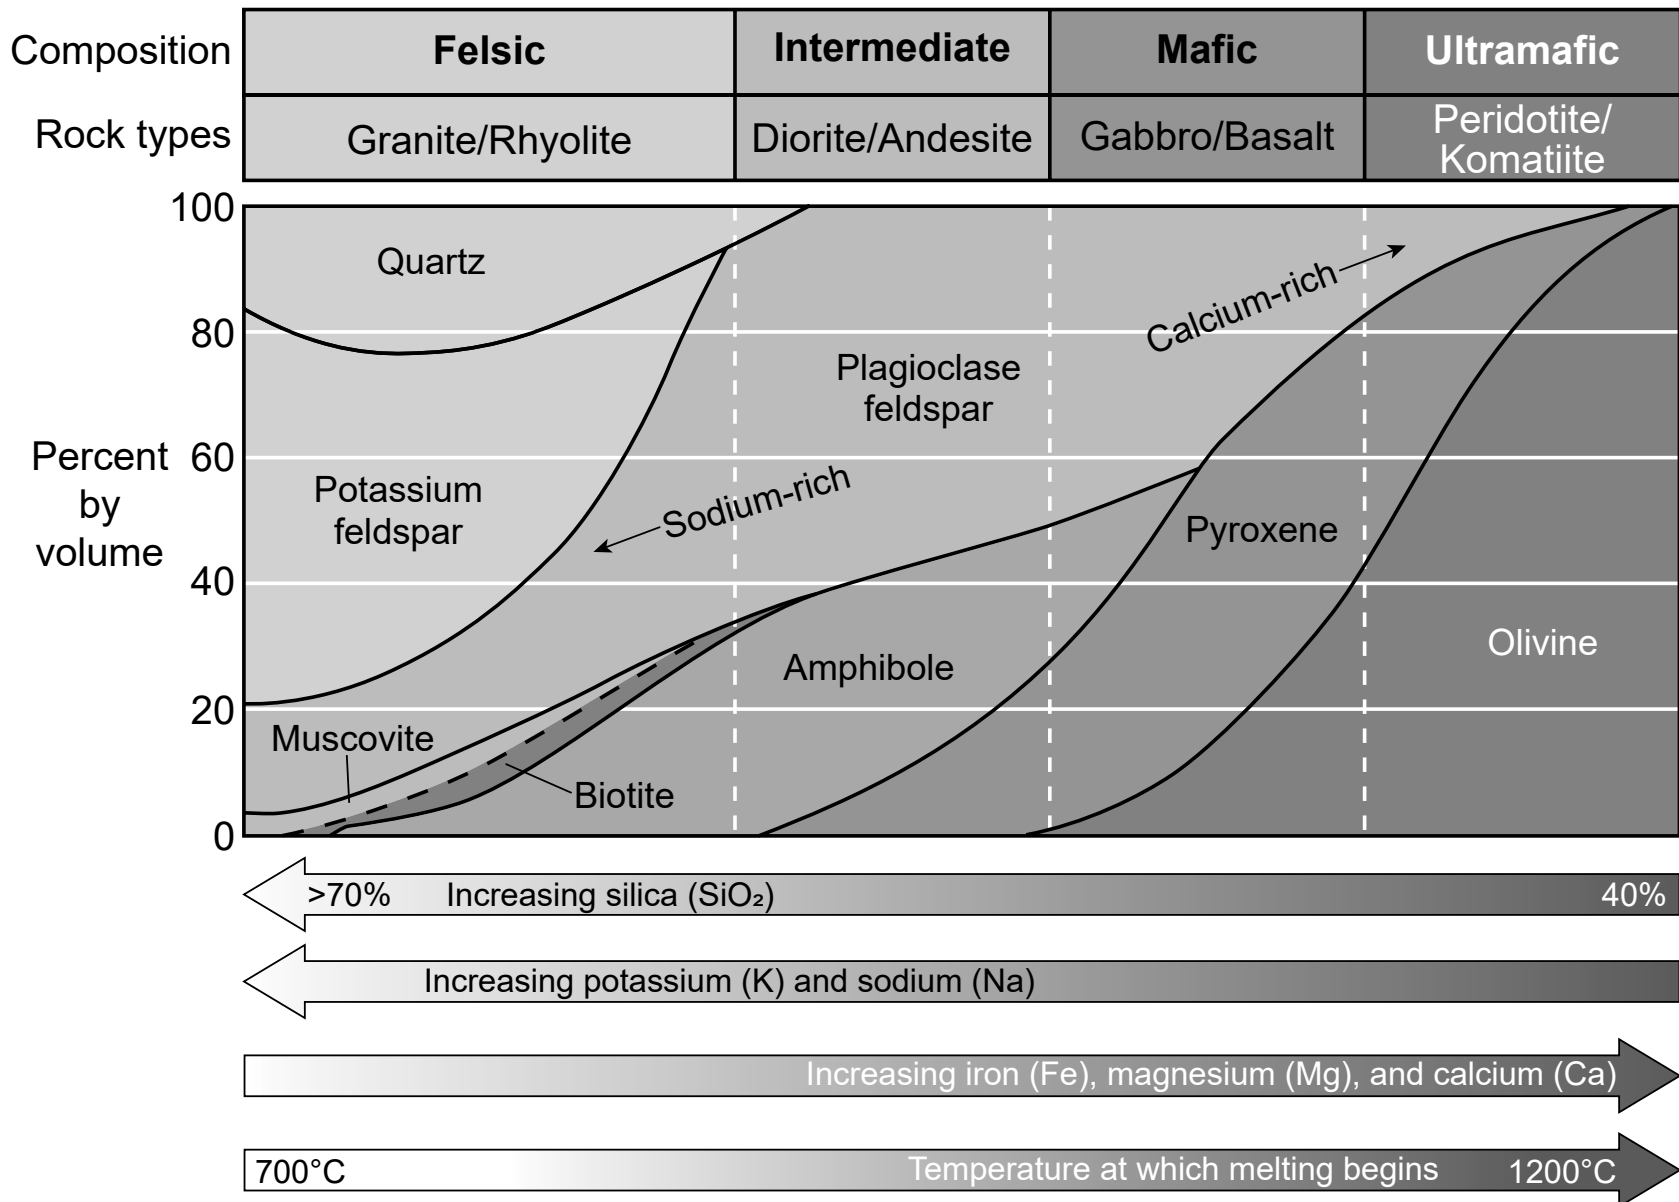 Composition Felsic Intermediate Mafic Ultramafic
Rock types Granite/Rhyolite Diorite/Andesite Gabbro/Basalt Peridotite/
Komatiite
100
Quartz
Calcium-rich
80
Plagioclase
feldspar
Percent
by
volume
60
Potassium
feldspar
Sodium-rich
Pyroxene
40
Olivine
Amphibole
20
Muscovite
Biotite
0
>70% Increasing silica (SiO₂) 40%
Increasing potassium (K) and sodium (Na)
Increasing iron (Fe), magnesium (Mg), and calcium (Ca)
700°C Temperature at which melting begins 1200°C